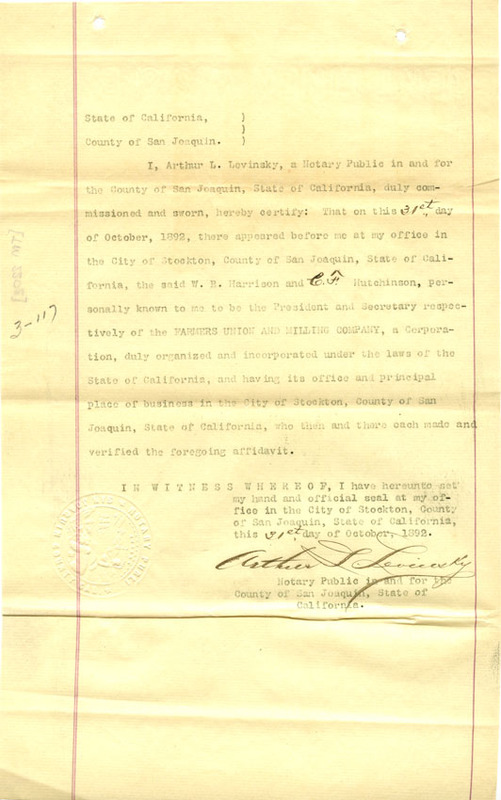 State of California, )
)
County of San Joaquin. )
I, Arthur L. Levinsky, a Notary Public in and for
the County of San Joaquin, State of California, duly com-
missioned and sworn, hereby certify: That on this 31st day
of October, 1892, there appeared before me at my office in
the City of Stockton, County of San Joaquin, State of Cali-
fornia, the said W. B. Harrison and C. F. Hutchinson, per-
sonally known to me to be the President and Secretary respec-
tively of the FARMERS UNION AND MILLING COMPANY, a Corpora-
tion, duly organized and incorporated under the laws of the
State of California, and having its office and principal
place of business in the City of Stockton, County of San
Joaquin, State of California, who then and there each made and
verified the foregoing affidavit.
IN WITNESS WHEREOF, I have hereunto set
my hand and official seal at my of-
fice in the City of Stockton, County
of San Joaquin, State of California,
this 31st day of October, 1892.
Arthur L Levinsky
Notary Public in and for the
County of San Joaquin, State of
California.
3-117